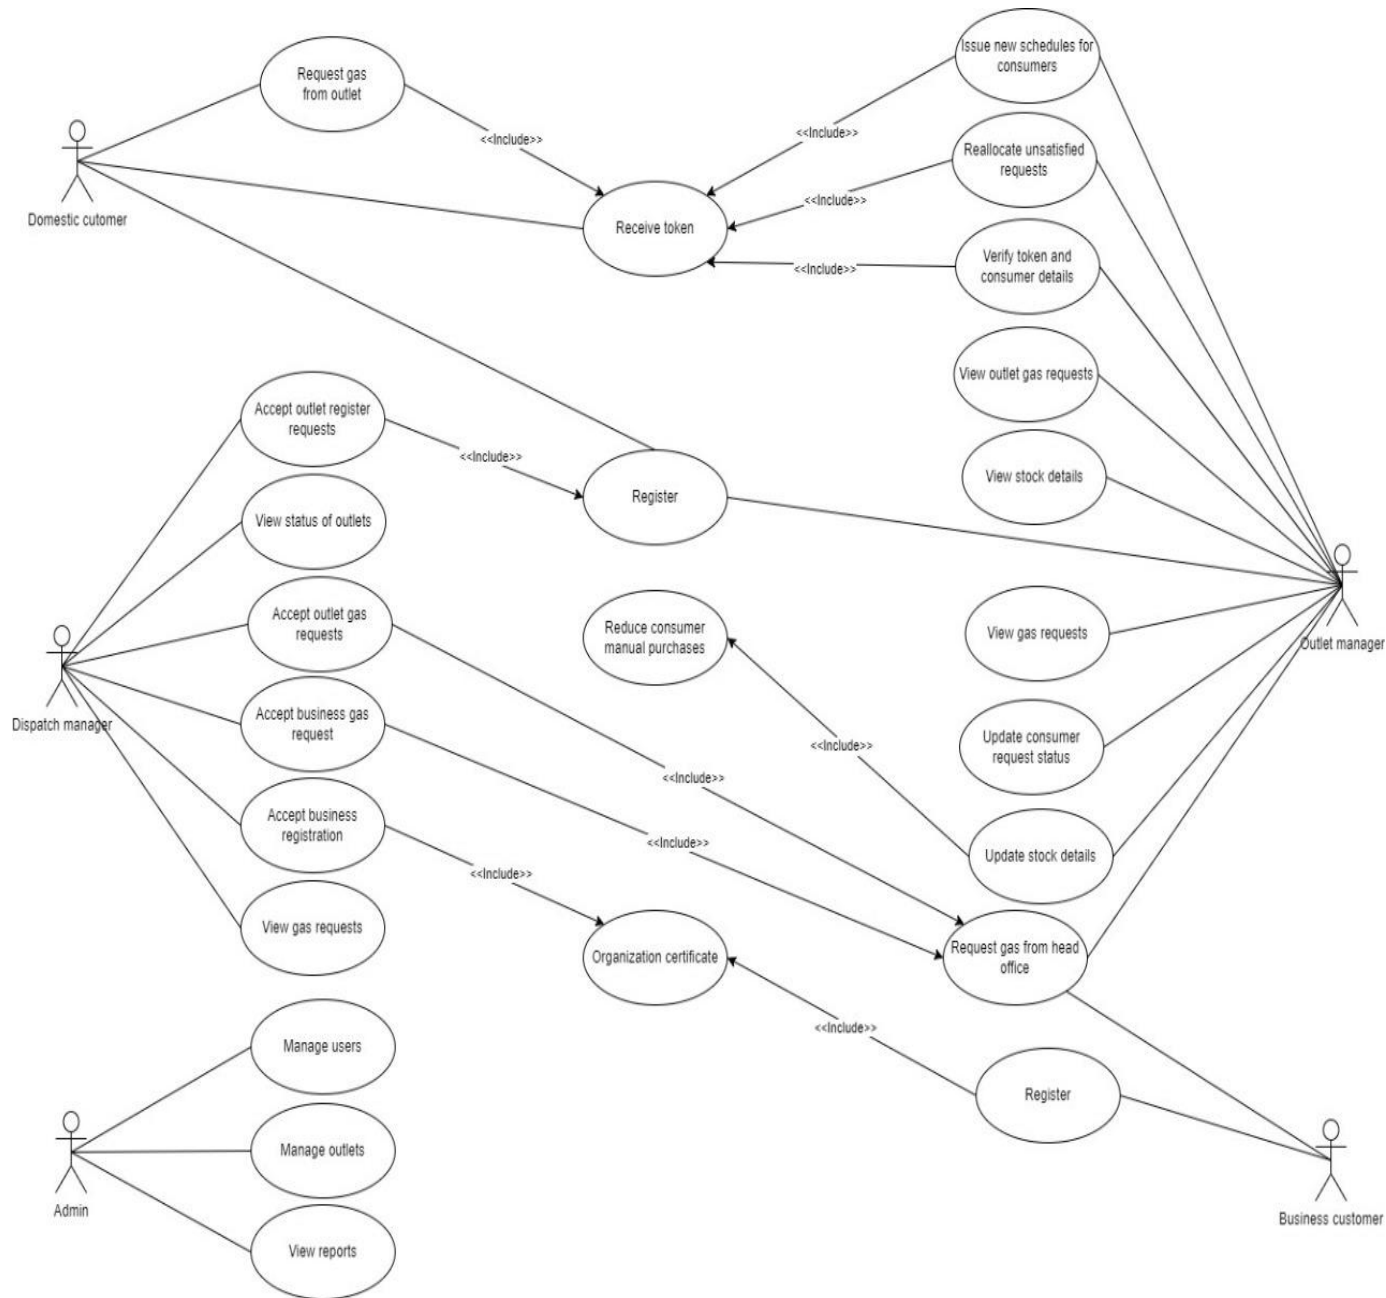 Issue new schedules for
consumers
Request gas
from outlet
<<Include>>
<<Include>>
Reallocate unsatisfied
requests
<<Include>>
Domestic cutomer
Receive token
Verify token and
consumer details
<<Include>>
View outlet gas requests
Accept outlet register
requests
<<Include>>
View stock details
Register
View status of outlets
Accept outlet gas
requests
Reduce consumer
manual purchases
View gas requests
Outlet manager
Dispatch manager
Accept business gas
request
Update consumer
request status
<<Include>>
<<Include>>
Accept business
registration
<<Include>>
Update stock details
<<Include>>
View gas requests
Organization certificate
Request gas from head
office
<<Include>>
Manage users
Register
Manage outlets
Admin
Business customer
View reports